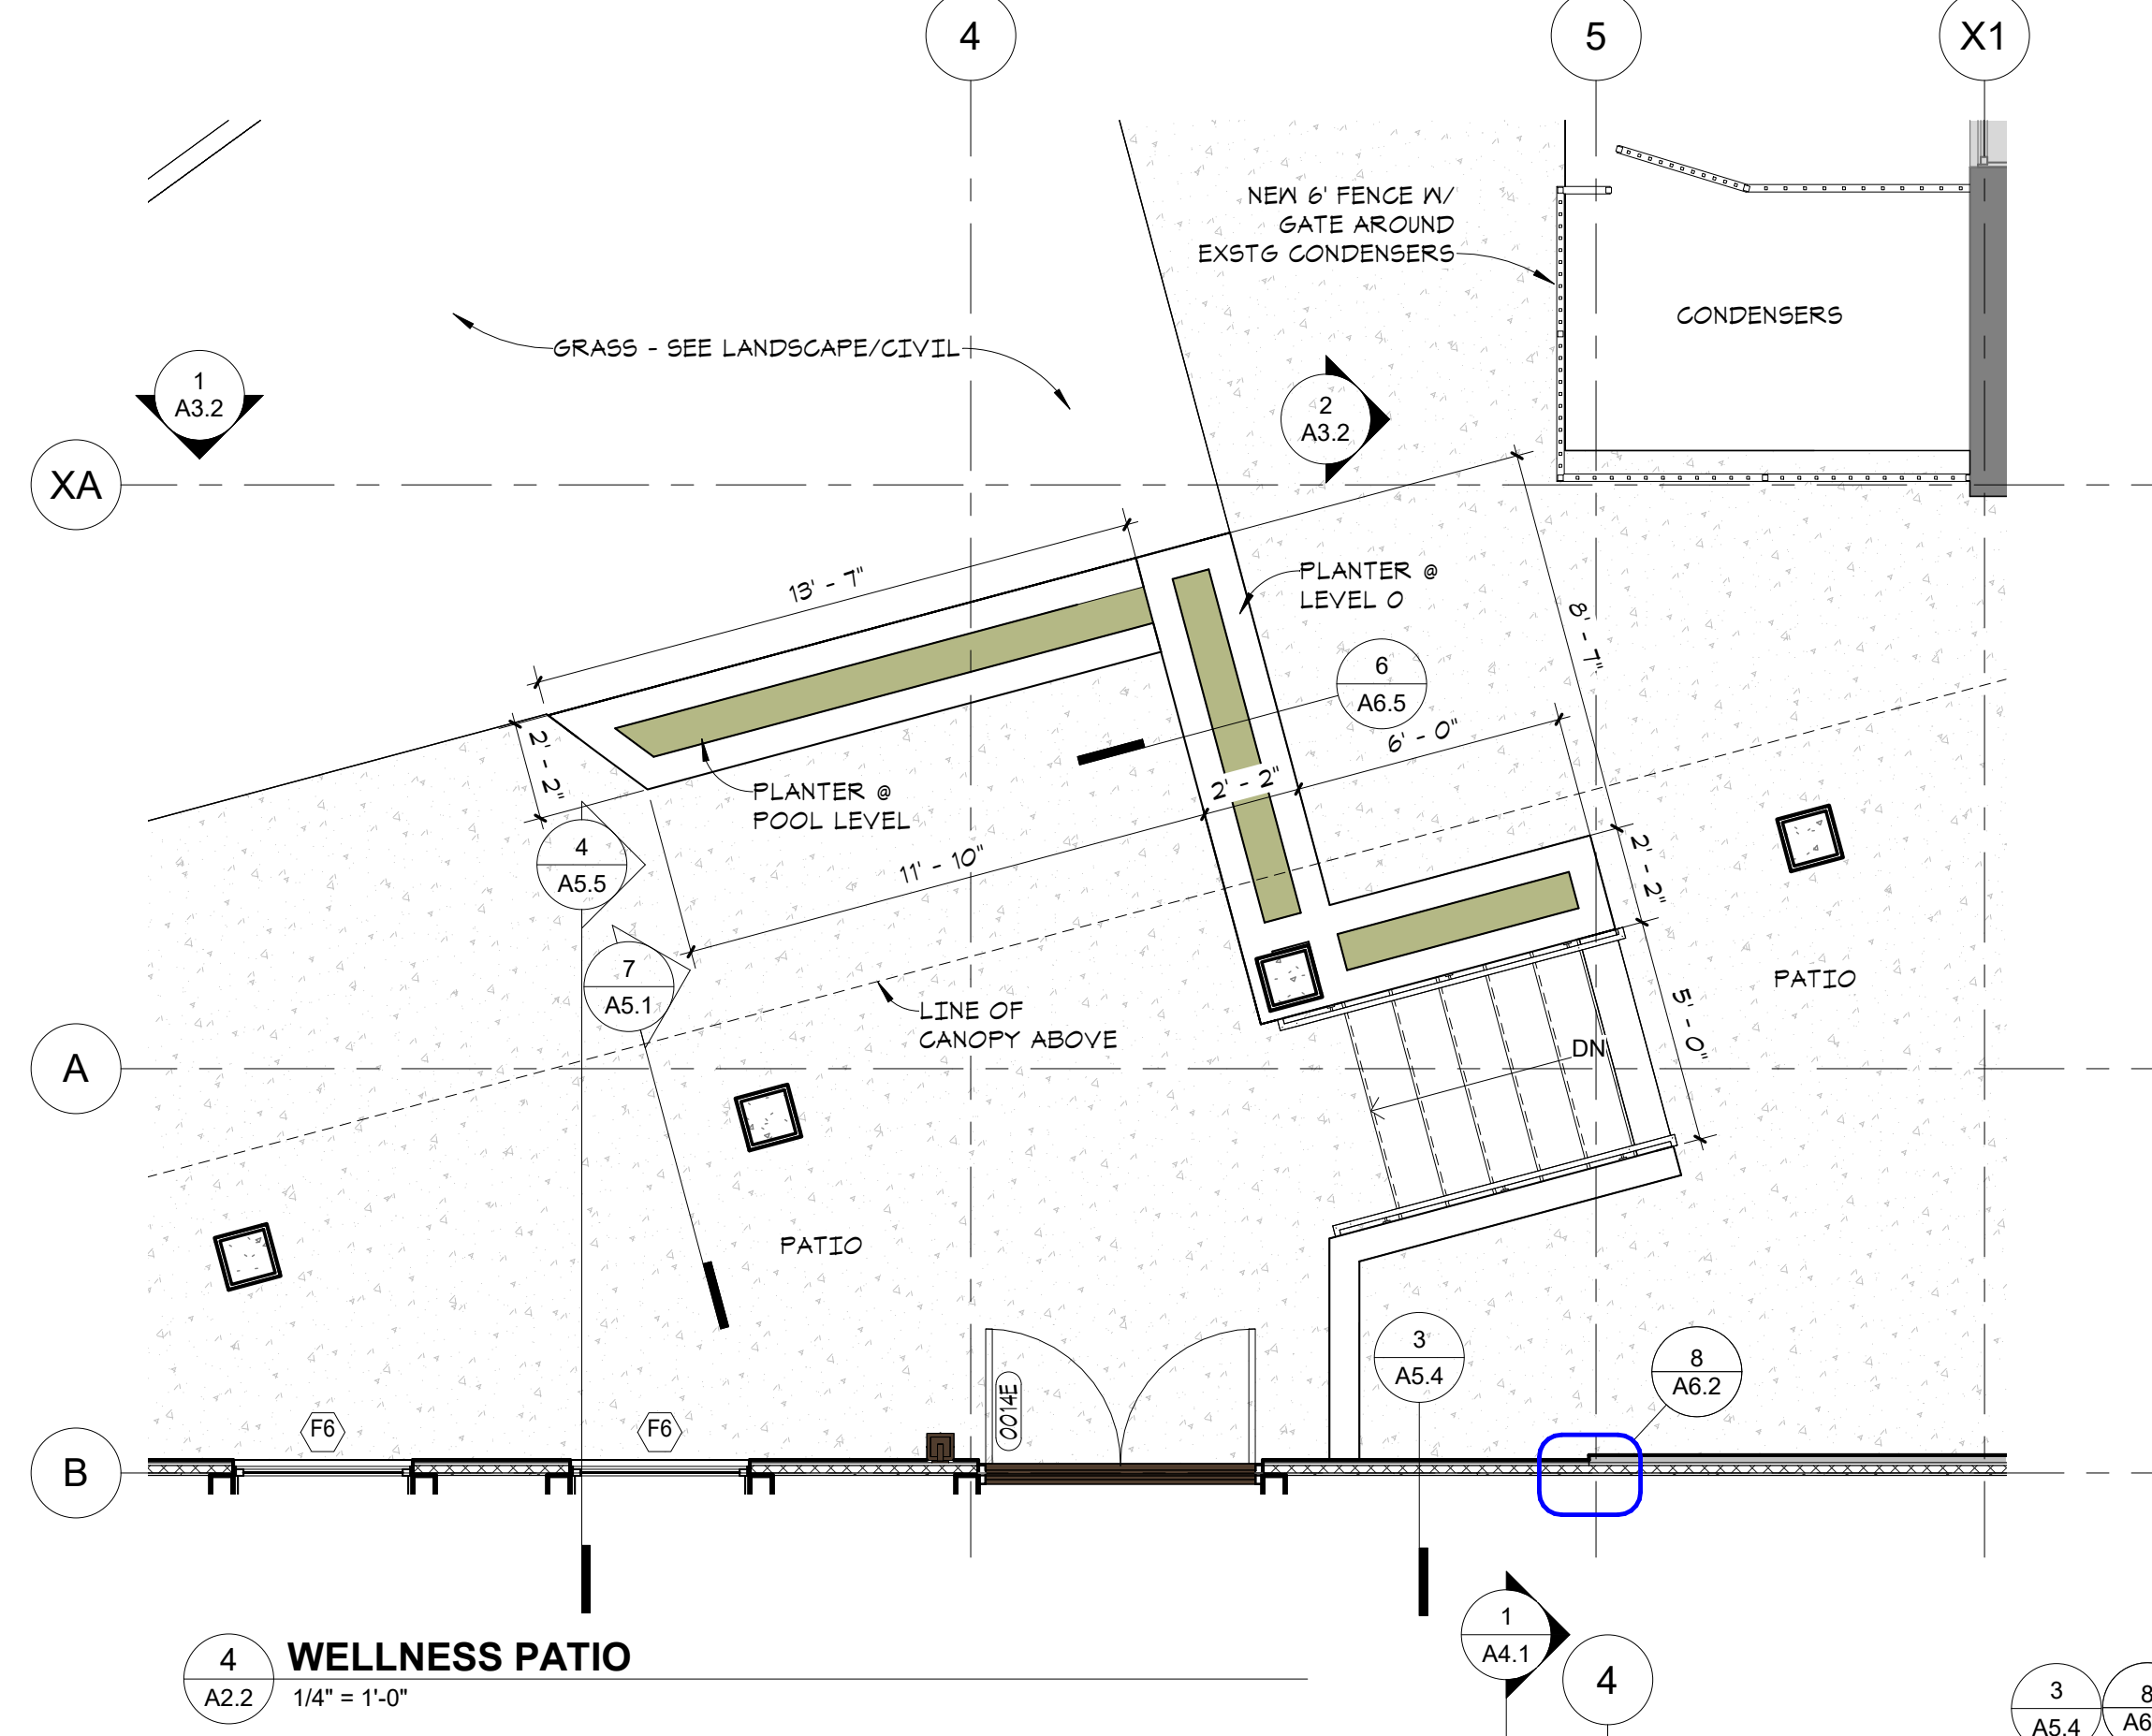 4
5
X1
NEW 6' FENCE W/
GATE AROUND
EXSTG CONDENSERS
CONDENSERS
GRASS - SEE LANDSCAPE/CIVIL
1
A3.2
2
A3.2
XA
13' - 7"
PLANTER @
LEVEL 0
8' - 7"
6
A6.5
6' - 0"
2' - 2"
2' - 2"
PLANTER @
POOL LEVEL
11' - 10"
4
A5.5
2' - 2"
7
A5.1
PATIO
LINE OF
CANOPY ABOVE
5' - 0"
DN
A
PATIO
3
A5.4
8
A6.2
0014E
F6
F6
B
4
A2.2
WELLNESS PATIO
1/4" = 1'-0"
1
A4.1
4
3
A5.4
8